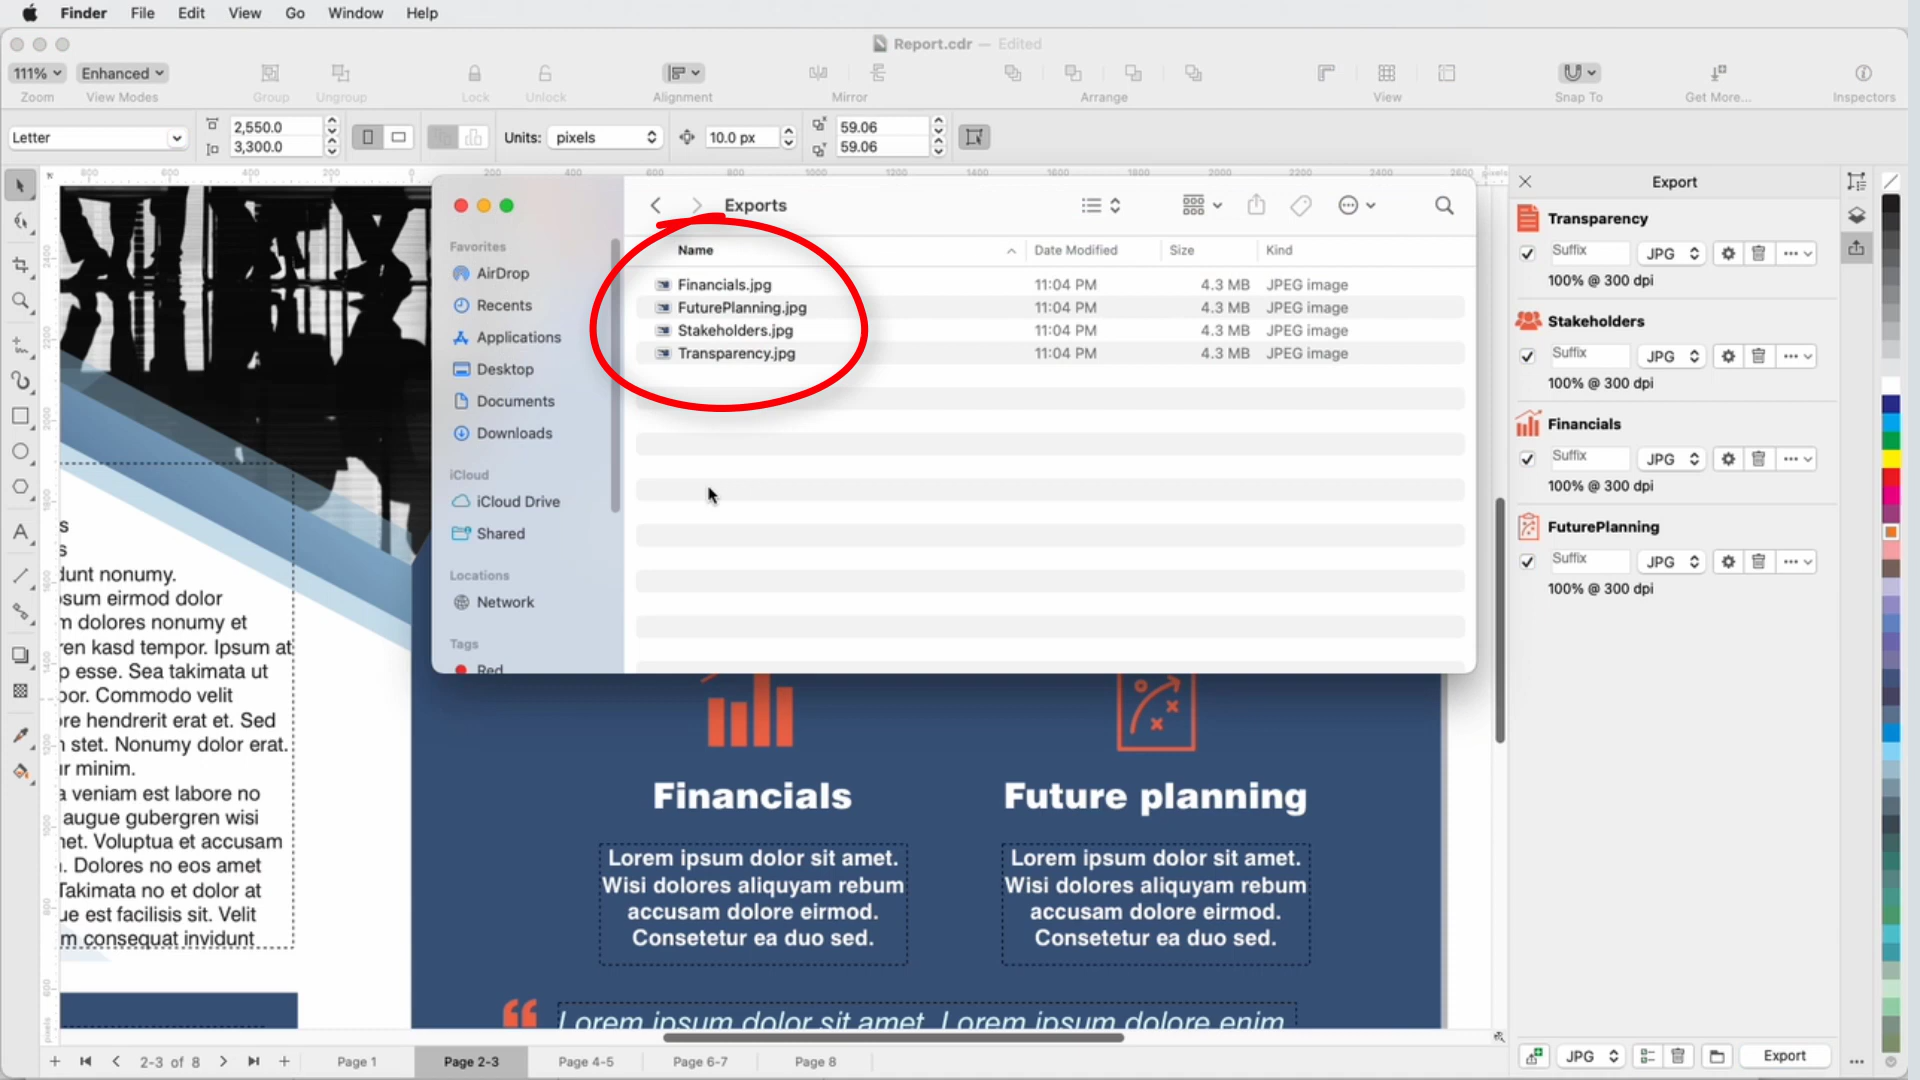 Finder File Edit View Go Window Help
Report.cdr — Edited
111% Enhanced
Zoom View Modes Group Ungroup Lock Unlock Alignment Mirror Arrange View Snap To Get More... Inspectors
Letter 2,550.0 3,300.0 Units: pixels 10.0 px 59.06 59.06
Exports
Favorites
AirDrop
Recents
Applications
Desktop
Documents
Downloads
iCloud
iCloud Drive
Shared
Locations
Network
Tags
Red
Name Date Modified Size Kind
Financials.jpg 11:04 PM 4.3 MB JPEG image
FuturePlanning.jpg 11:04 PM 4.3 MB JPEG image
Stakeholders.jpg 11:04 PM 4.3 MB JPEG image
Transparency.jpg 11:04 PM 4.3 MB JPEG image
Export
Transparency
Suffix JPG
100% @ 300 dpi
Stakeholders
Suffix JPG
100% @ 300 dpi
Financials
Suffix JPG
100% @ 300 dpi
FuturePlanning
Suffix JPG
100% @ 300 dpi
s
s
dunt nonumy.
osum eirmod dolor
m dolores nonumy et
ren kasd tempor. Ipsum at
p esse. Sea takimata ut
por. Commodo velit
ore hendrerit erat et. Sed
n stet. Nonumy dolor erat.
ur minim.
a veniam est labore no
augue gubergren wisi
net. Voluptua et accusam
. Dolores no eos amet
Takimata no et dolor at
ue est facilisis sit. Velit
m consequat invidunt
Financials
Lorem ipsum dolor sit amet.
Wisi dolores aliquyam rebum
accusam dolore eirmod.
Consetetur ea duo sed.
Future planning
Lorem ipsum dolor sit amet.
Wisi dolores aliquyam rebum
accusam dolore eirmod.
Consetetur ea duo sed.
“ Lorem ipsum dolor sit amet. Lorem ipsum dolore enim
2-3 of 8 Page 1 Page 2-3 Page 4-5 Page 6-7 Page 8
JPG Export